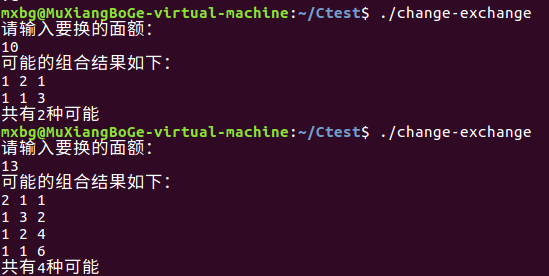 mxbg@MuXiangBoGe-virtual-machine:~/Ctest$ ./change-exchange
请输入要换的面额：
10
可能的组合结果如下：
1 2 1
1 1 3
共有2种可能
mxbg@MuXiangBoGe-virtual-machine:~/Ctest$ ./change-exchange
请输入要换的面额：
13
可能的组合结果如下：
2 1 1
1 3 2
1 2 4
1 1 6
共有4种可能